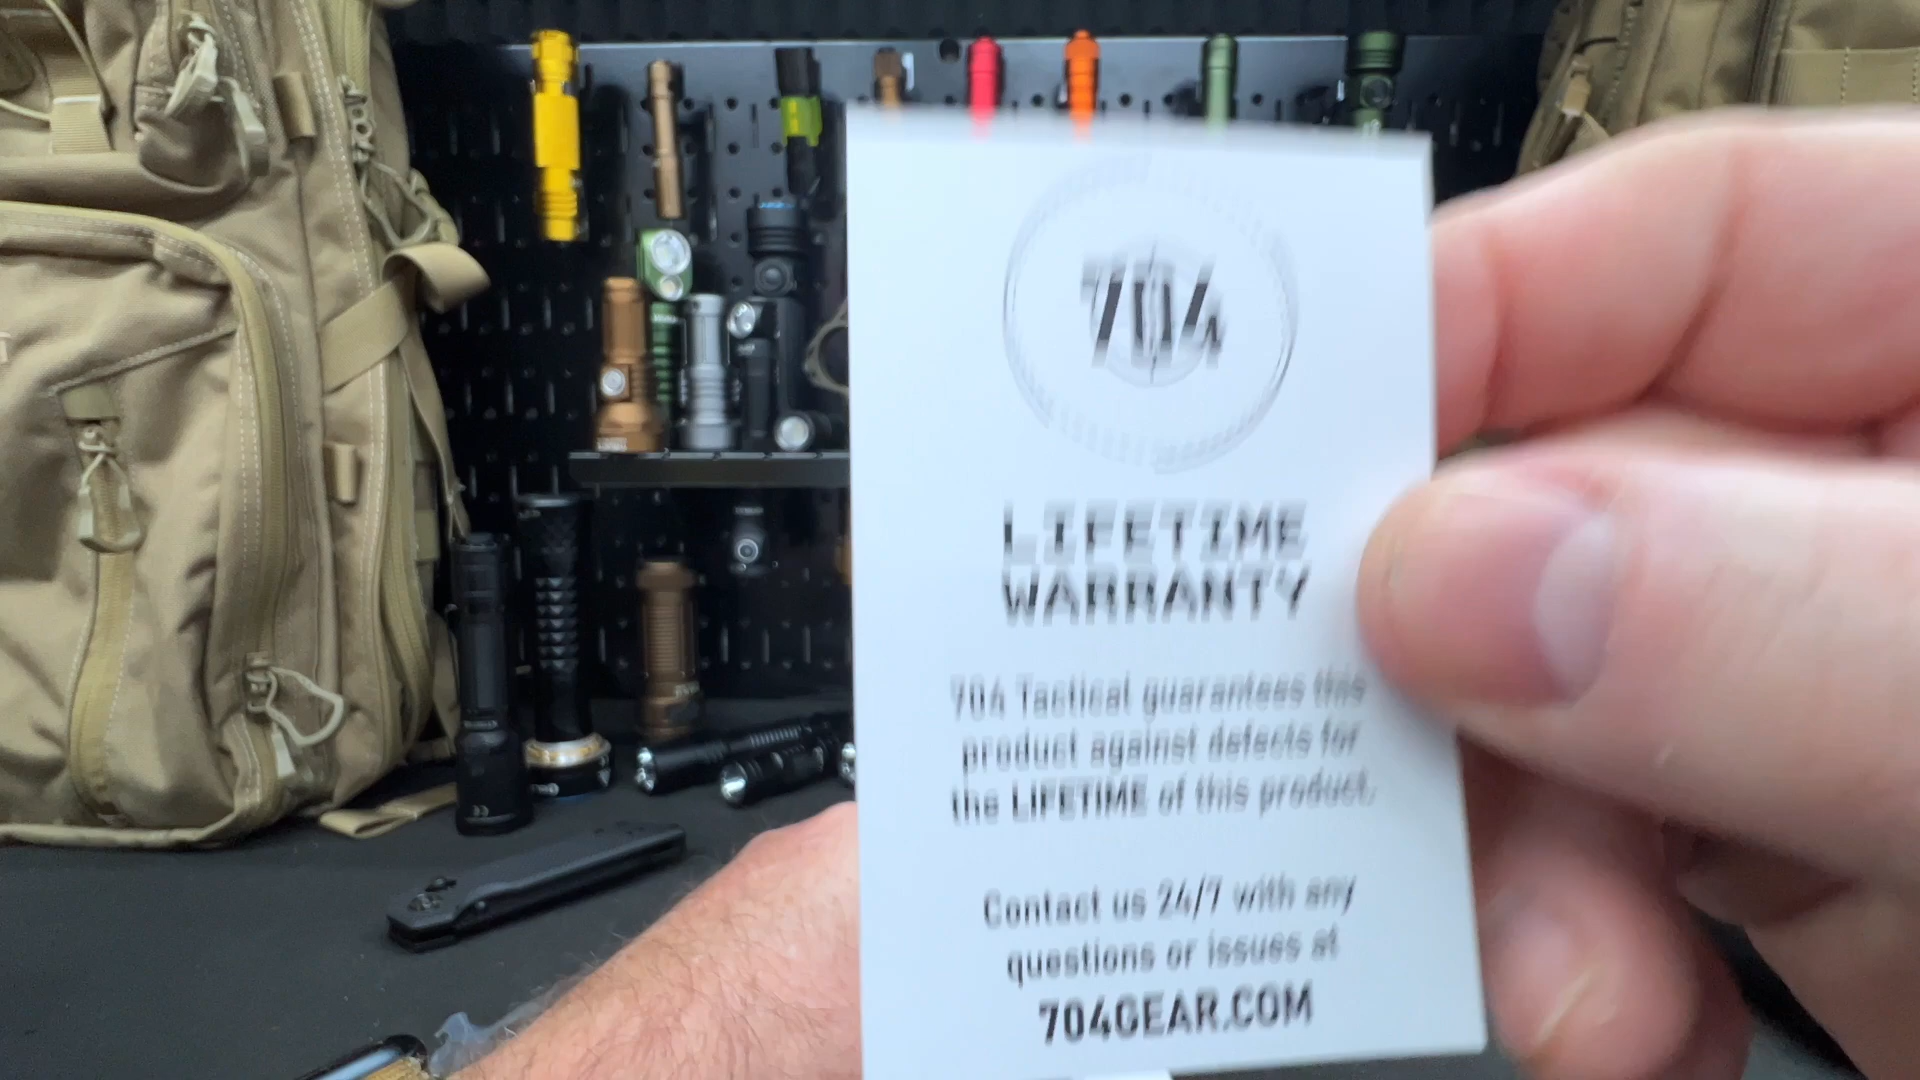 704
LIFETIME
WARRANTY
704 Tactical guarantees this
product against defects for
the LIFETIME of this product.
Contact us 24/7 with any
questions or issues at
704GEAR.COM